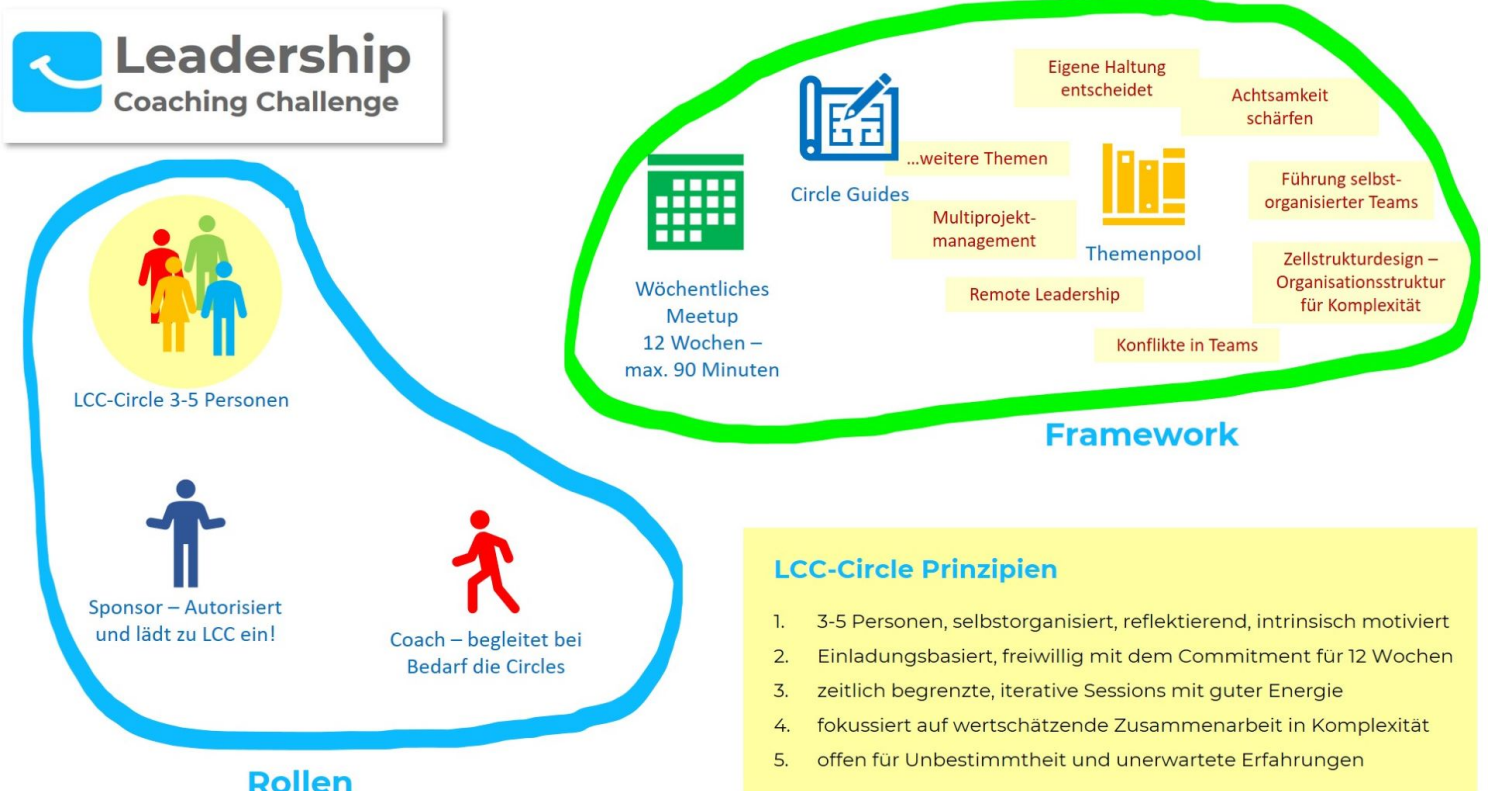 Leadership
Coaching Challenge
LCC-Circle 3-5 Personen
Sponsor – Autorisiert
und lädt zu LCC ein!
Coach – begleitet bei
Bedarf die Circles
Rollen
Circle Guides
Wöchentliches
Meetup
12 Wochen –
max. 90 Minuten
Eigene Haltung
entscheidet
Achtsamkeit
schärfen
...weitere Themen
Multiprojekt-
management
Themenpool
Führung selbst-
organisierter Teams
Zellstrukturdesign –
Organisationsstruktur
für Komplexität
Remote Leadership
Konflikte in Teams
Framework
LCC-Circle Prinzipien
1. 3-5 Personen, selbstorganisiert, reflektierend, intrinsisch motiviert
2. Einladungsbasiert, freiwillig mit dem Commitment für 12 Wochen
3. zeitlich begrenzte, iterative Sessions mit guter Energie
4. fokussiert auf wertschätzende Zusammenarbeit in Komplexität
5. offen für Unbestimmtheit und unerwartete Erfahrungen